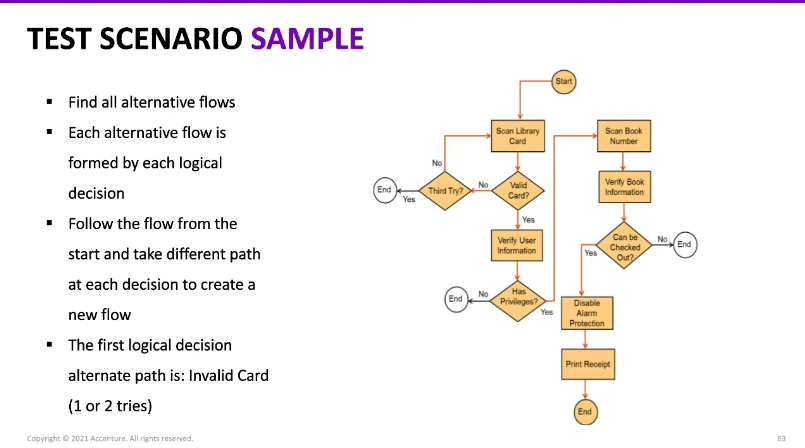 TEST SCENARIO SAMPLE
▪ Find all alternative flows
▪ Each alternative flow is
formed by each logical
decision
▪ Follow the flow from the
start and take different path
at each decision to create a
new flow
▪ The first logical decision
alternate path is: Invalid Card
(1 or 2 tries)
Start
Scan Library
Card
No
End
Yes
Third Try?
No
Valid
Card?
Yes
Verify User
Information
End
No
Has
Privileges?
Yes
Scan Book
Number
Verify Book
Information
Can be
Checked
Out?
No
End
Yes
Disable
Alarm
Protection
Print Receipt
End
Copyright © 2021 Accenture. All rights reserved.
63